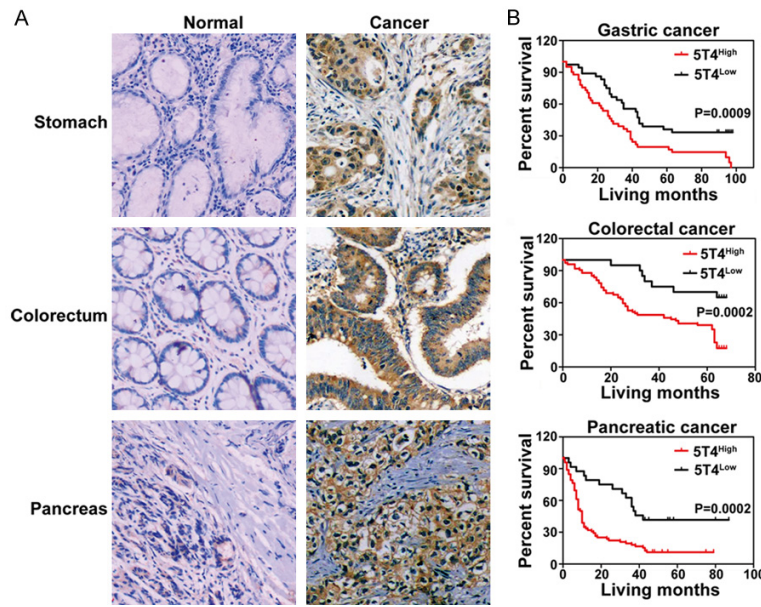 A
Normal
Cancer
Stomach
Colorectum
Pancreas
B
Gastric cancer
Percent survival
120
90
60
30
0
5T4High
5T4Low
P=0.0009
0 20 40 60 80 100
Living months
Colorectal cancer
Percent survival
120
90
60
30
0
5T4High
5T4Low
P=0.0002
0 20 40 60 80
Living months
Pancreatic cancer
Percent survival
120
90
60
30
0
5T4High
5T4Low
P=0.0002
0 20 40 60 80 100
Living months